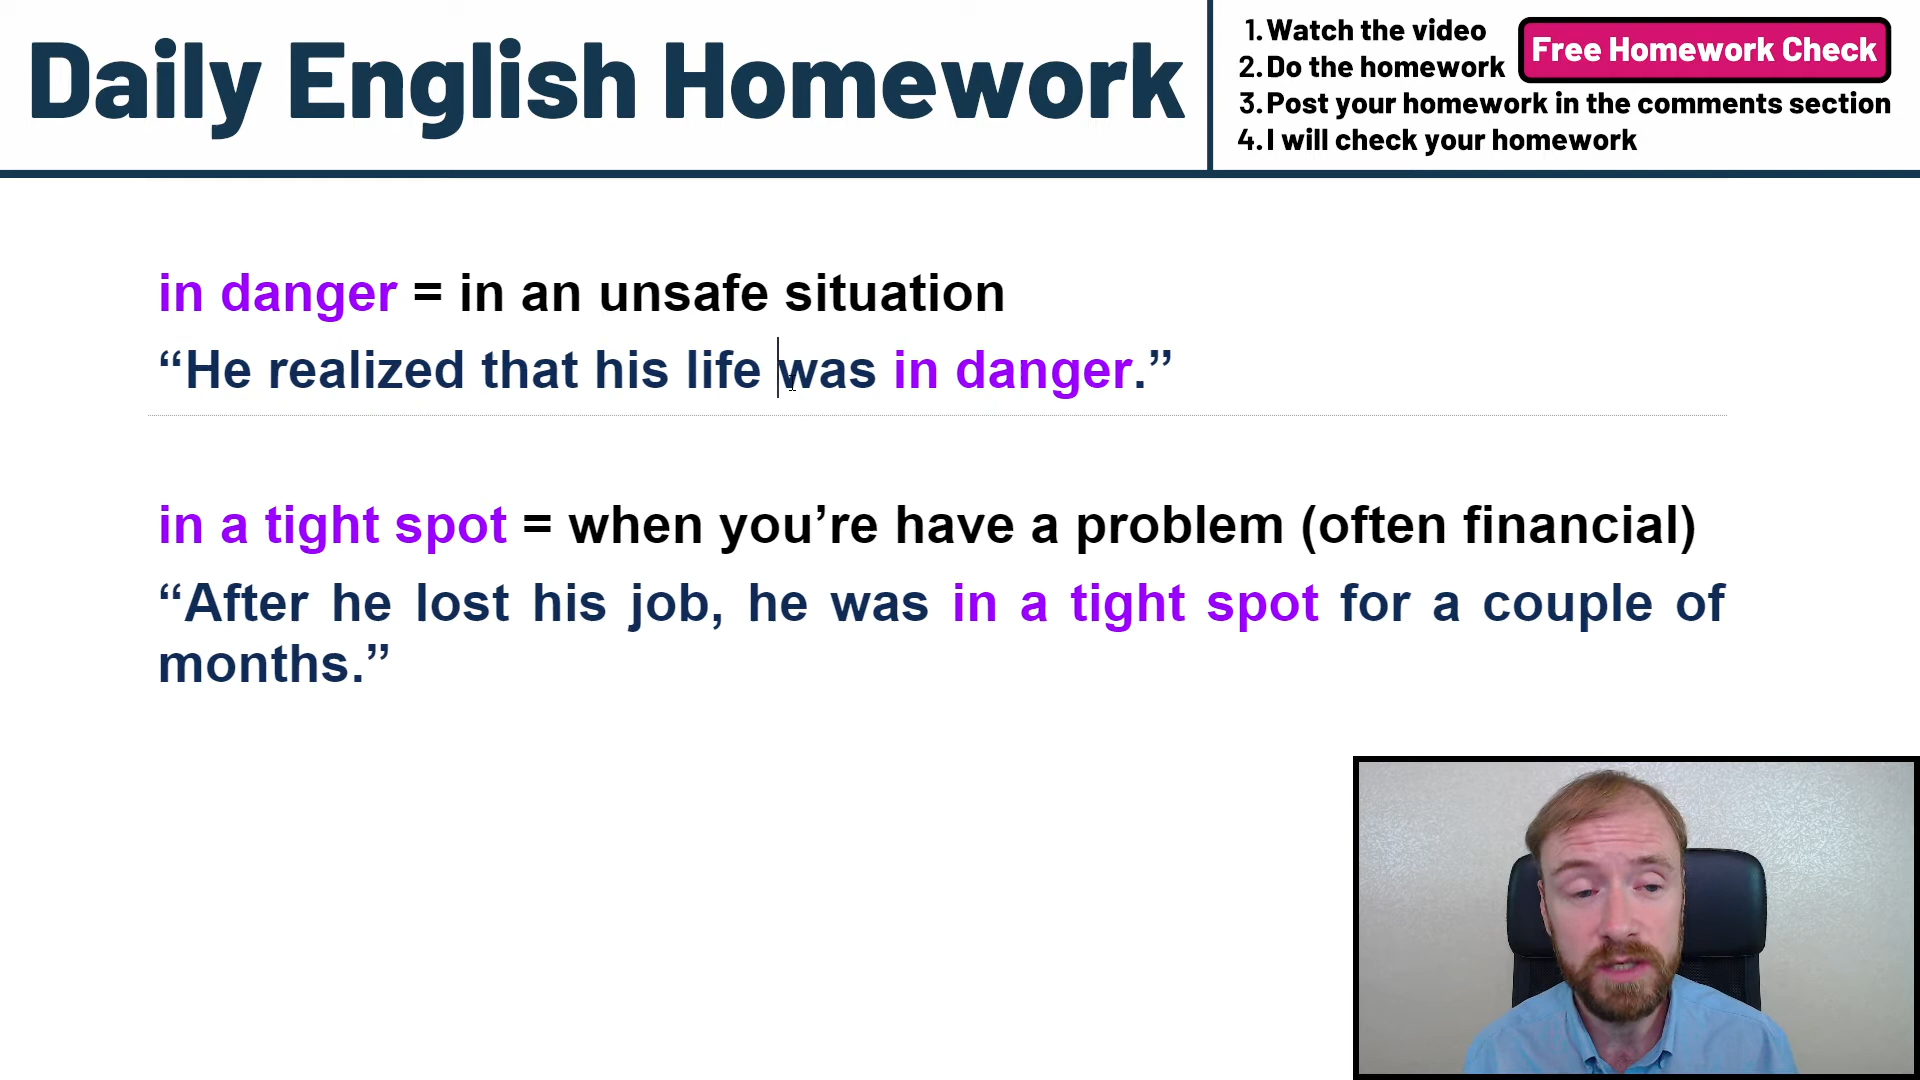 Daily English Homework
1. Watch the video
2. Do the homework
Free Homework Check
3. Post your homework in the comments section
4. I will check your homework
in danger = in an unsafe situation
“He realized that his life was in danger.”
in a tight spot = when you’re have a problem (often financial)
“After he lost his job, he was in a tight spot for a couple of
months.”